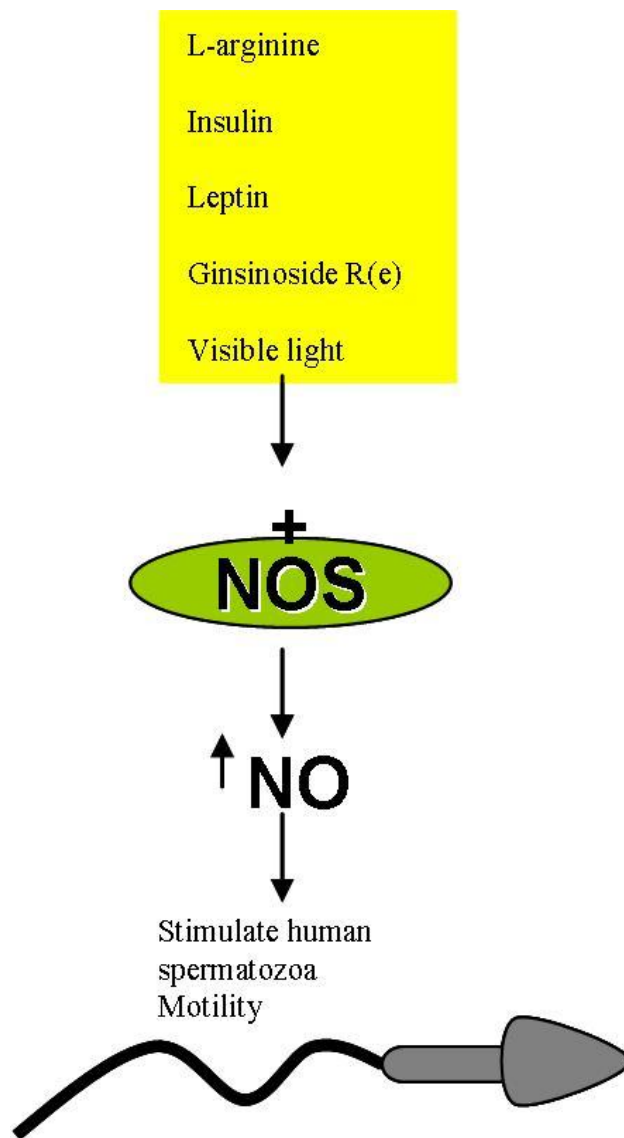 L-arginine
Insulin
Leptin
Ginsinoside R(e)
Visible light
+
NOS
NO
Stimulate human
spermatozoa
Motility